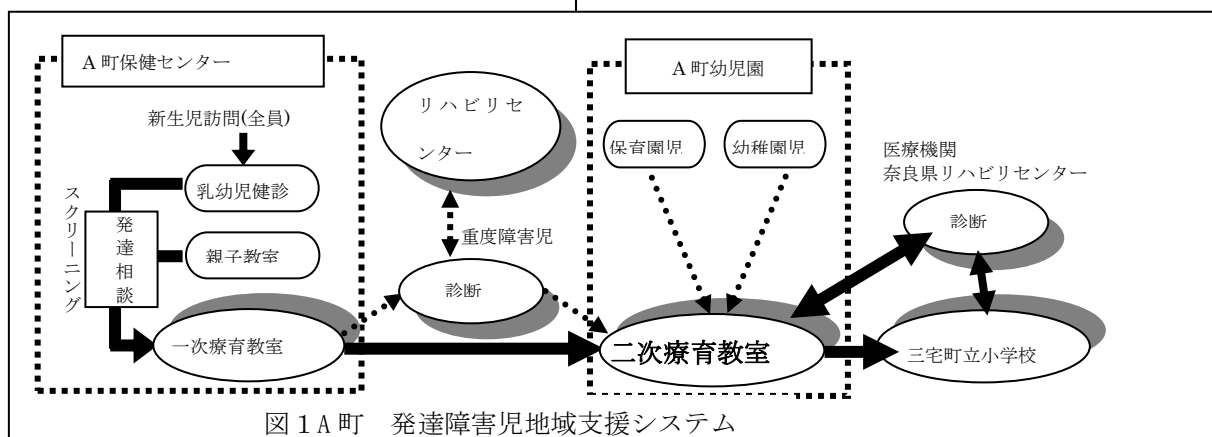 A町保健センター
新生児訪問(全員)
乳幼児健診
スクリーニング
発達相談
親子教室
一次療育教室
リハビリセ
ンター
重度障害児
診断
A町幼児園
保育園児
幼稚園児
二次療育教室
医療機関
奈良県リハビリセンター
診断
三宅町立小学校
図1A町 発達障害児地域支援システム